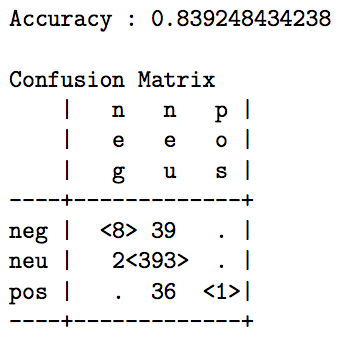 Accuracy : 0.839248434238

Confusion Matrix
    |   n   n   p |
    |   e   e   o |
    |   g   u   s |
----+-------------+
neg |  <8> 39   . |
neu |   2<393>  . |
pos |   .  36  <1>|
----+-------------+